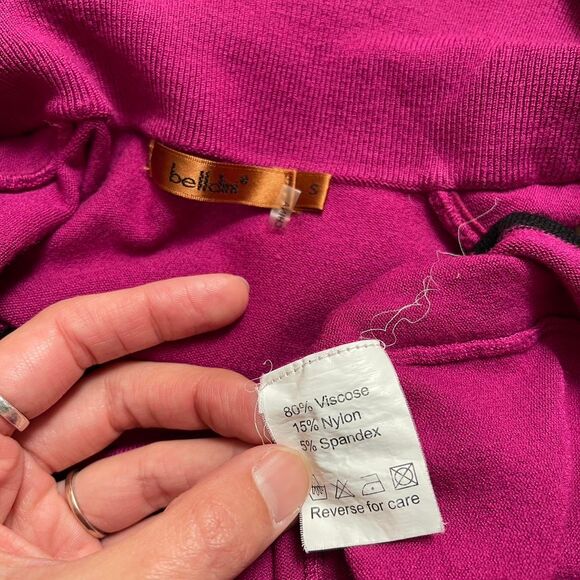 belldini
S
80% Viscose
15% Nylon
5% Spandex
Reverse for care